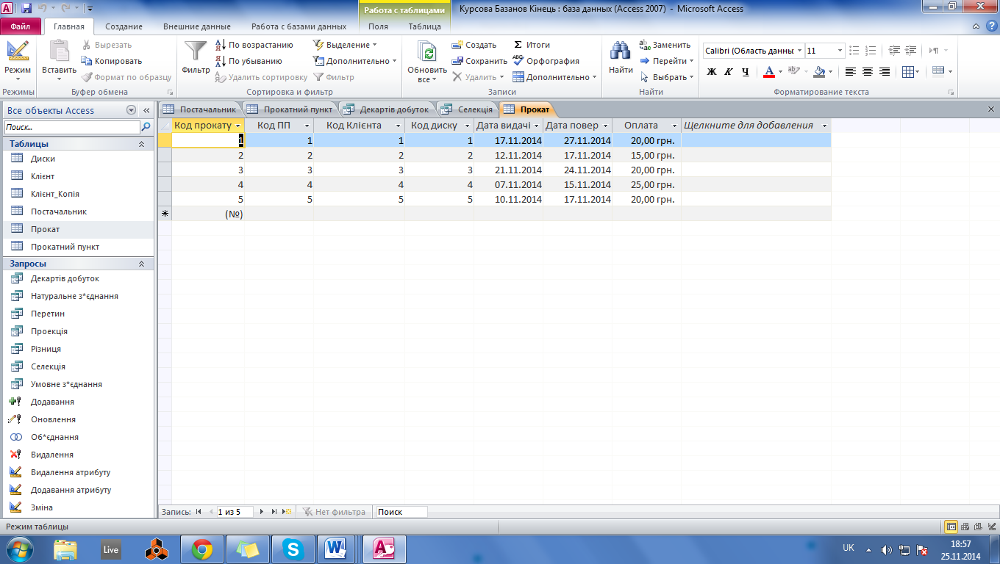 Работа с таблицами
Курсова Базанов Кінець : база данных (Access 2007) - Microsoft Access
Файл Главная Создание Внешние данные Работа с базами данных Поля Таблица
Режим
Режимы
Вставить
Вырезать
Копировать
Формат по образцу
Буфер обмена
Фильтр
По возрастанию
По убыванию
Удалить сортировку
Выделение
Дополнительно
Фильтр
Сортировка и фильтр
Обновить
все
Создать
Сохранить
Удалить
Итоги
Орфография
Дополнительно
Записи
Найти
Заменить
Перейти
Выбрать
Найти
Calibri (Область данны: 11
Ж К Ч А
Форматирование текста
Все объекты Access
Поиск...
Таблицы
Диски
Клієнт
Клієнт_Копія
Постачальник
Прокат
Прокатний пункт
Запросы
Декартів добуток
Натуральне з*єднання
Перетин
Проекція
Різниця
Селекція
Умовне з*єднання
Додавання
Оновлення
Об*єднання
Видалення
Видалення атрибуту
Додавання атрибуту
Зміна
Постачальник Прокатний пункт Декартів добуток Селекція Прокат
Код прокату Код ПП Код Клієнта Код диску Дата видачі Дата повер Оплата Щелкните для добавления
1 1 1 1 17.11.2014 27.11.2014 20,00 грн.
2 2 2 2 12.11.2014 17.11.2014 15,00 грн.
3 3 3 3 21.11.2014 24.11.2014 20,00 грн.
4 4 4 4 07.11.2014 15.11.2014 25,00 грн.
5 5 5 5 10.11.2014 17.11.2014 20,00 грн.
(№)
Запись: 1 из 5 Нет фильтра Поиск
Режим таблицы
Live
UK
18:57
25.11.2014